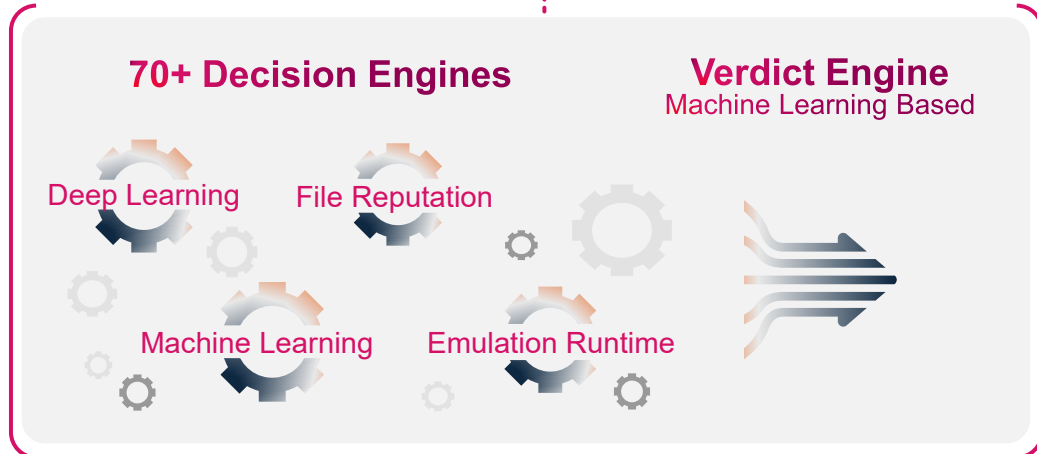 70+ Decision Engines
Verdict Engine
Machine Learning Based
Deep Learning
File Reputation
Machine Learning
Emulation Runtime